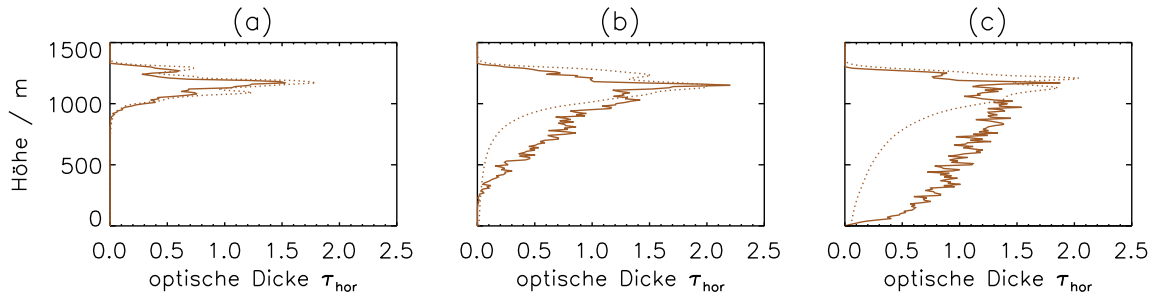 (a) (b) (c)
1500
1000
500
0
Höhe / m
0.0 0.5 1.0 1.5 2.0 2.5 0.0 0.5 1.0 1.5 2.0 2.5 0.0 0.5 1.0 1.5 2.0 2.5
optische Dicke τhor optische Dicke τhor optische Dicke τhor